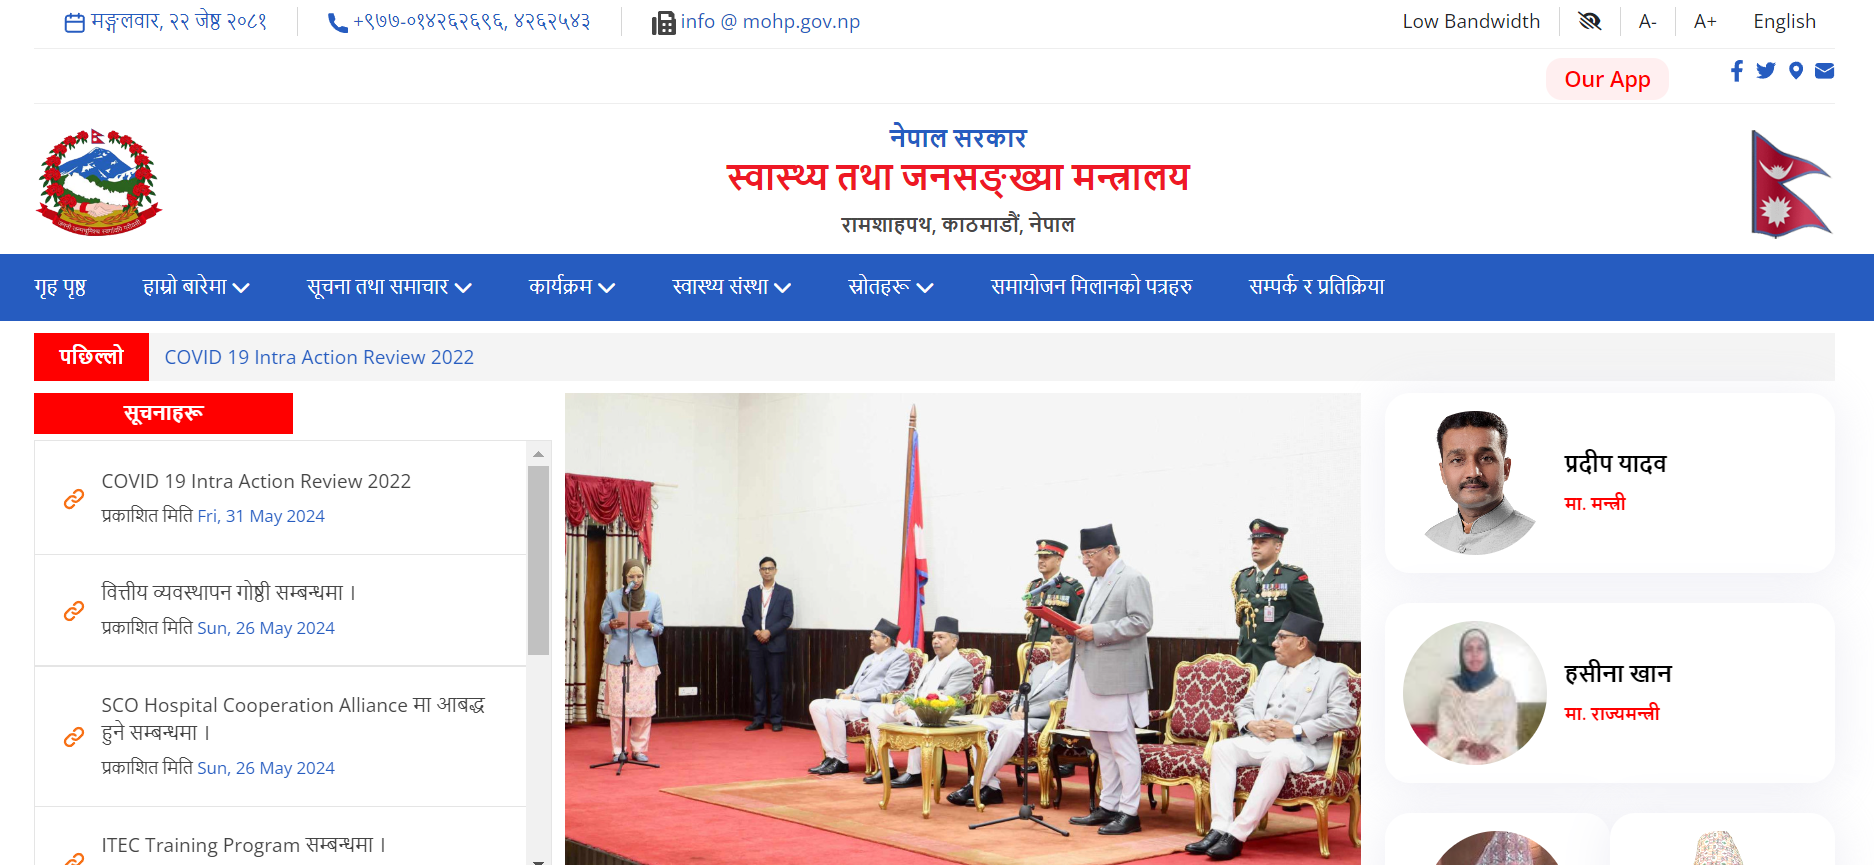 मङ्गलवार, २२ जेष्ठ २०८१
+९७७-०१४२६२६९६, ४२६२५४३
info @ mohp.gov.np
Low Bandwidth
A-
A+
English
Our App
नेपाल सरकार
स्वास्थ्य तथा जनसङ्ख्या मन्त्रालय
रामशाहपथ, काठमाडौं, नेपाल
गृह पृष्ठ
हाम्रो बारेमा
सूचना तथा समाचार
कार्यक्रम
स्वास्थ्य संस्था
स्रोतहरू
समायोजन मिलानको पत्रहरु
सम्पर्क र प्रतिक्रिया
पछिल्लो
COVID 19 Intra Action Review 2022
सूचनाहरू
COVID 19 Intra Action Review 2022
प्रकाशित मिति Fri, 31 May 2024
वित्तीय व्यवस्थापन गोष्ठी सम्बन्धमा ।
प्रकाशित मिति Sun, 26 May 2024
SCO Hospital Cooperation Alliance मा आबद्ध
हुने सम्बन्धमा ।
प्रकाशित मिति Sun, 26 May 2024
ITEC Training Program सम्बन्धमा ।
प्रदीप यादव
मा. मन्त्री
हसीना खान
मा. राज्यमन्त्री